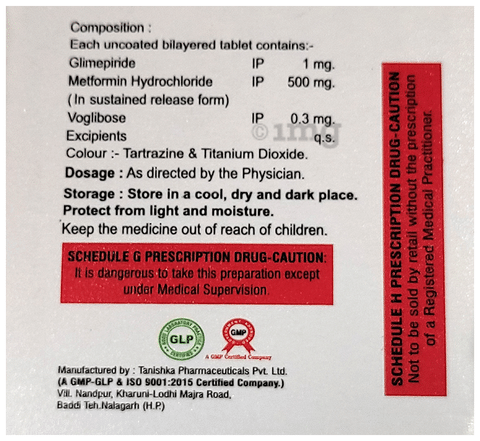 Composition :
Each uncoated bilayered tablet contains:-
Glimepiride IP 1 mg.
Metformin Hydrochloride IP 500 mg.
( In sustained release form)
Voglibose IP 0.3 mg.
Excipients q.s.
Colour :- Tartrazine & Titanium Dioxide.
Dosage : As directed by the Physician.
Storage : Store in a cool, dry and dark place.
Protect from light and moisture.
Keep the medicine out of reach of children.
SCHEDULE G PRESCRIPTION DRUG-CAUTION:
It is dangerous to take this preparation except
under Medical Supervision.
GOOD LABORATORY PRACTICE
GLP
CERTIFIED
GMP
A GMP Certified Company
Manufactured by : Tanishka Pharmaceuticals Pvt. Ltd.
(A GMP-GLP & ISO 9001:2015 Certified Company.)
Vill. Nandpur, Kharuni-Lodhi Majra Road,
Baddi Teh.Nalagarh (H.P.)
SCHEDULE H PRESCRIPTION DRUG-CAUTION
Not to be sold by retail without the prescription
of a Registered Medical Practitioner.
© 1mg